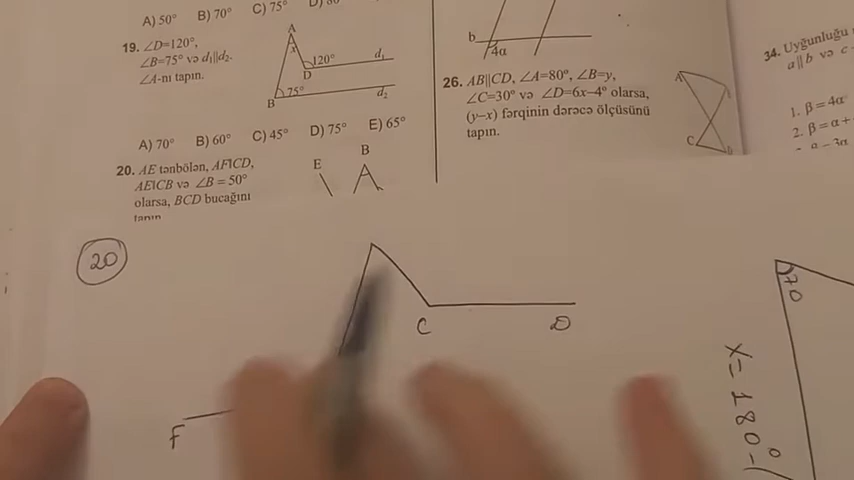 A) 50° B) 70° C) 75° D) 80°
19. ∠D=120°,
∠B=75° və d₁||d₂.
∠A-nı tapın.
A
x
120°
d₁
D
75°
B
d₂
A) 70° B) 60° C) 45° D) 75° E) 65°
20. AE tənbölən, AF||CD,
AE||CB və ∠B = 50°
olarsa, BCD bucağını
tapın
E
B
b
4α
26. AB||CD, ∠A=80°, ∠B=y,
∠C=30° və ∠D=6x–4° olarsa,
(y–x) fərqinin dərəcə ölçüsünü
tapın.
A
C
34. Uyğunluğu
a||b və c
1. β=4α
2. β=α+
20
C
D
F
70
x= 180°-